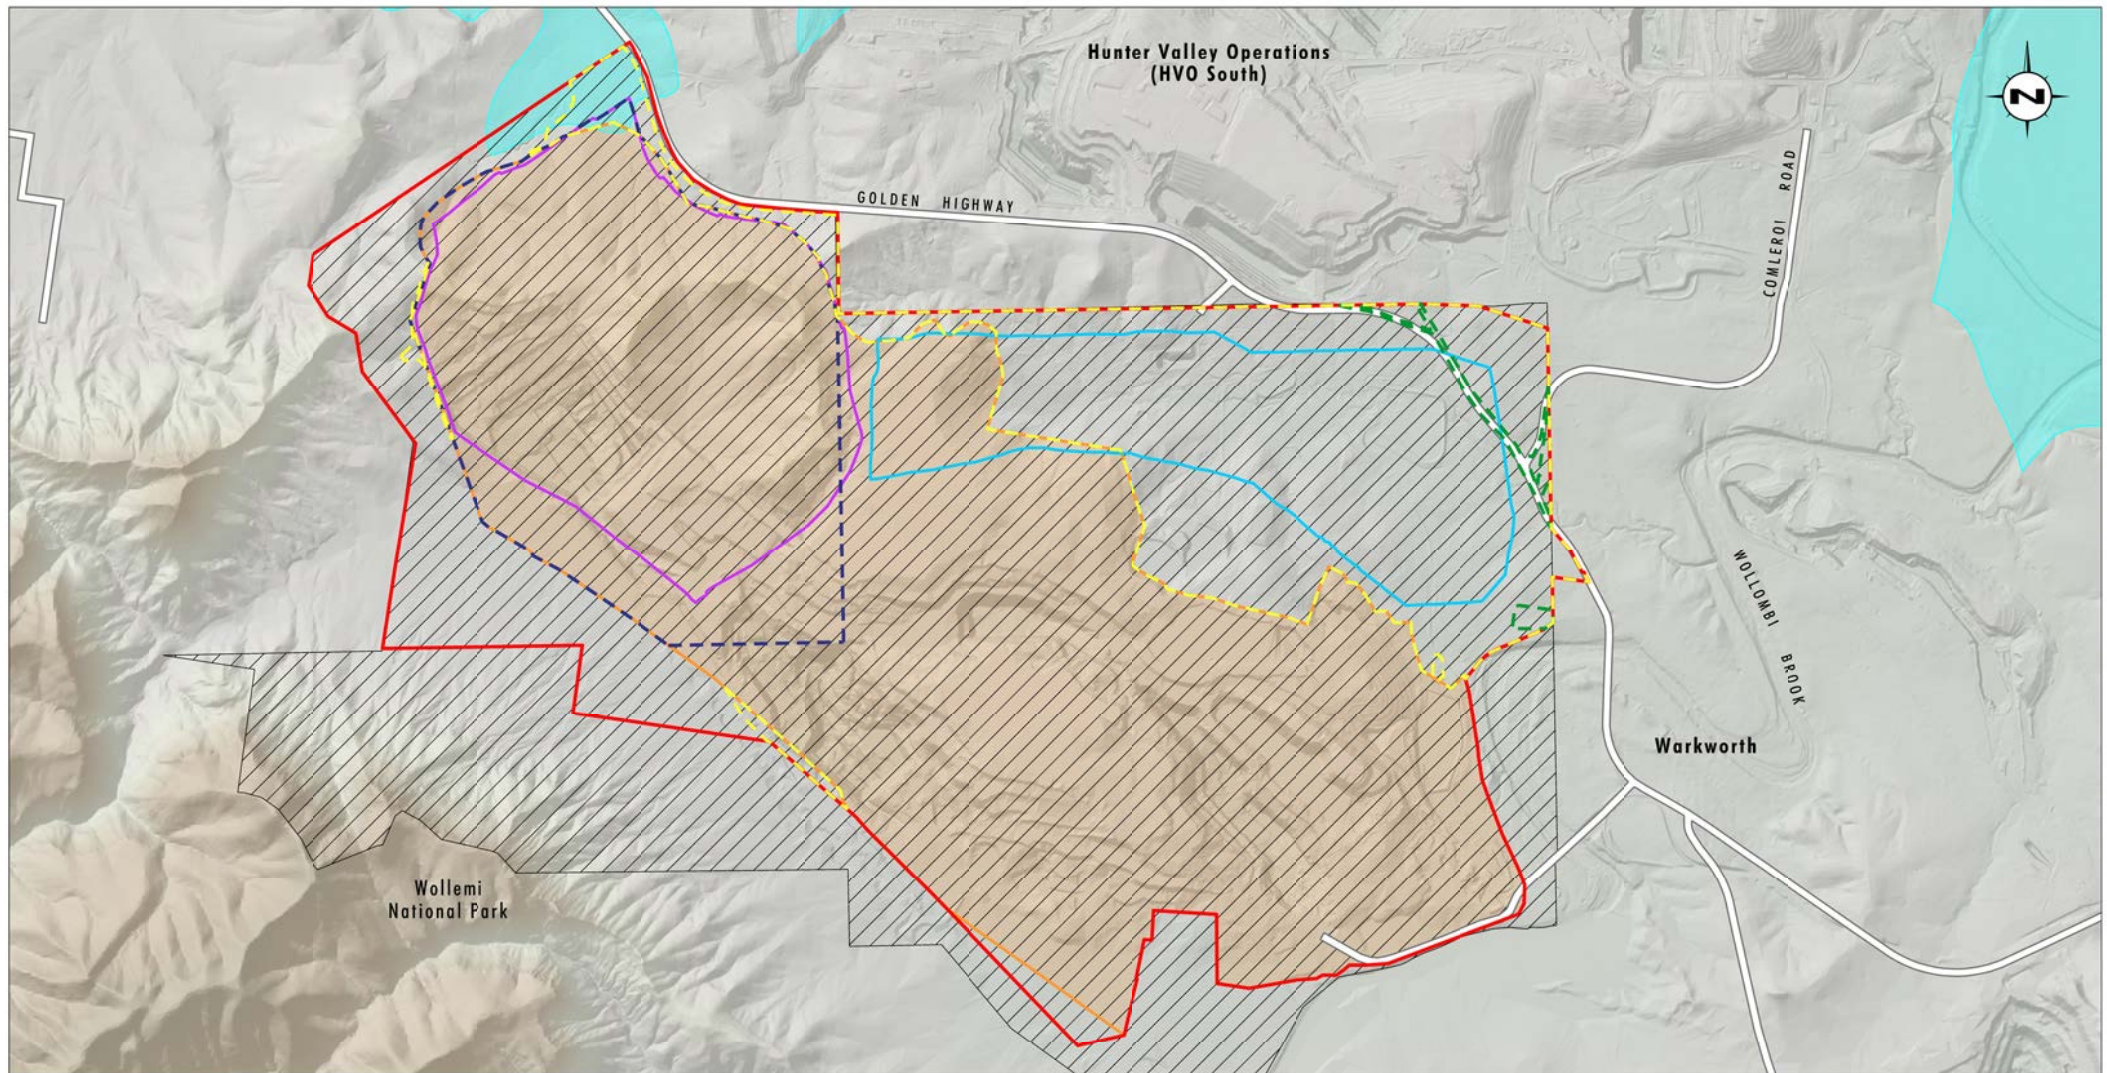 Hunter Valley Operations
(HVO South)
N
GOLDEN HIGHWAY
COMLEROI ROAD
WOLLOMBI BROOK
Warkworth
Wollemi
National Park